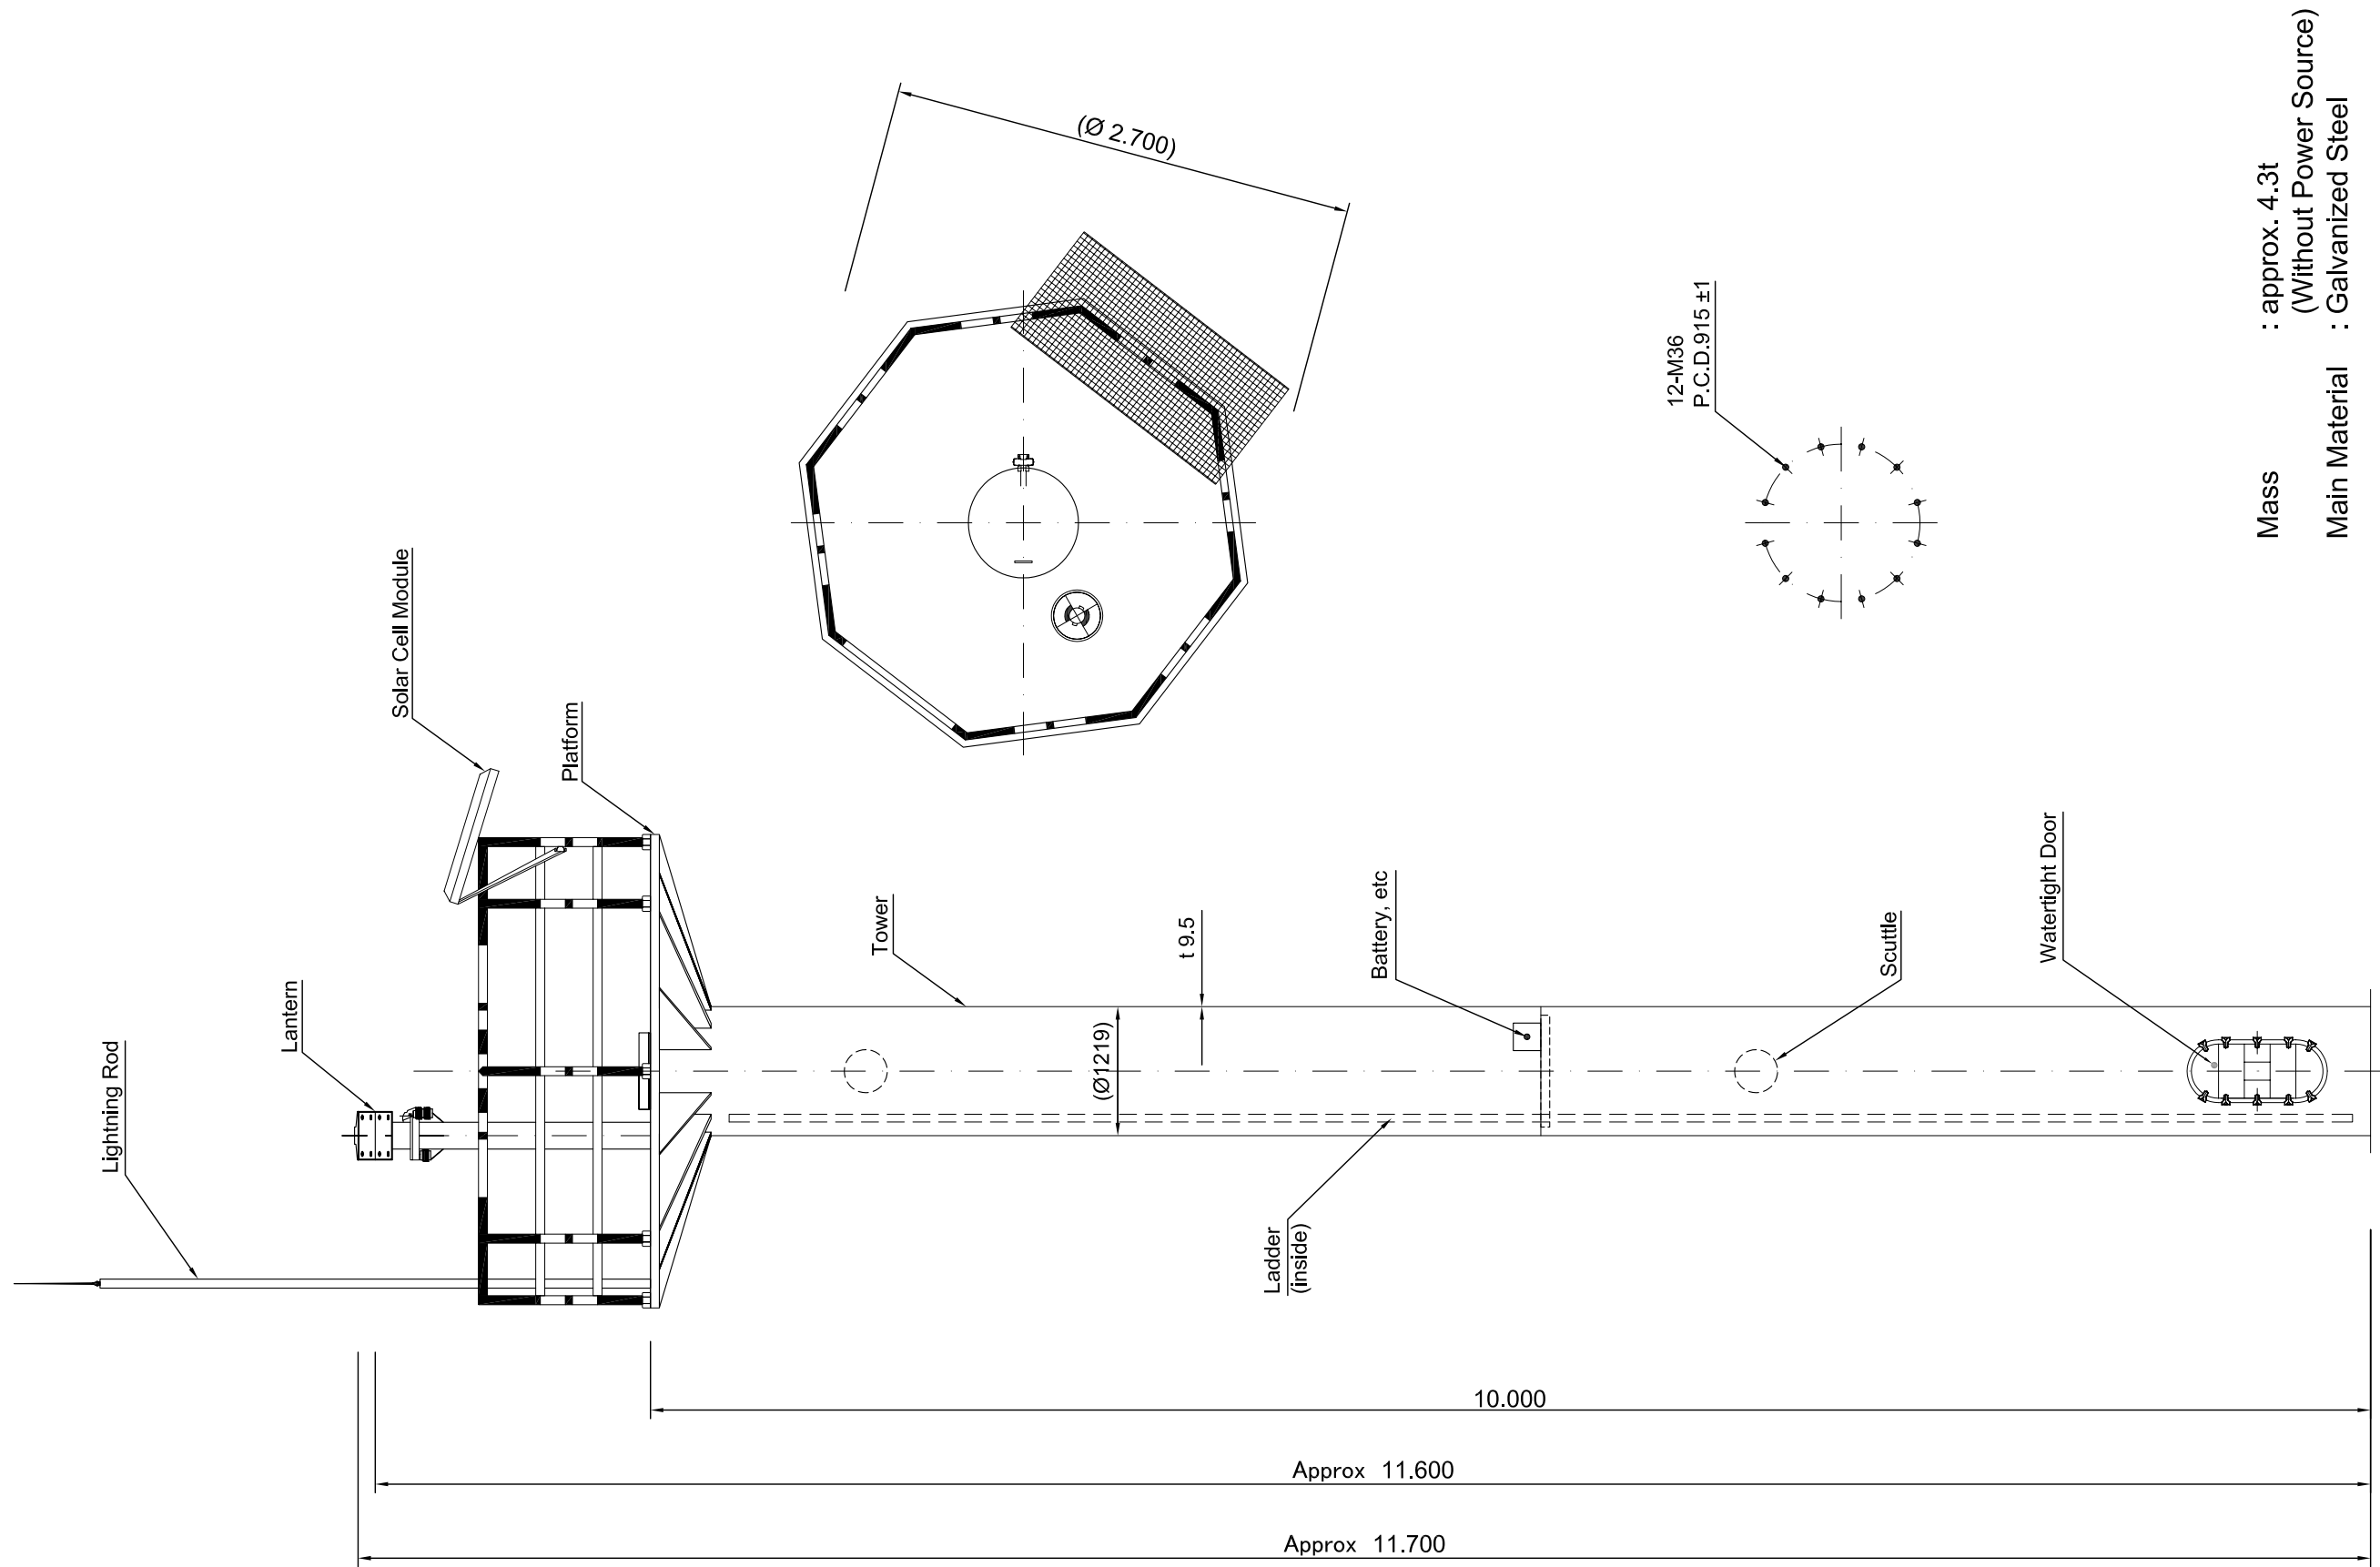 Lightning Rod
Lantern
Solar Cell Module
Platform
(Ø 2.700)
Tower
t 9.5
(Ø1219)
Battery, etc
Ladder
(inside)
Scuttle
Watertight Door
12-M36
P.C.D.915 ±1
10.000
Approx 11.600
Approx 11.700
Mass : approx. 4.3t
(Without Power Source)
Main Material : Galvanized Steel